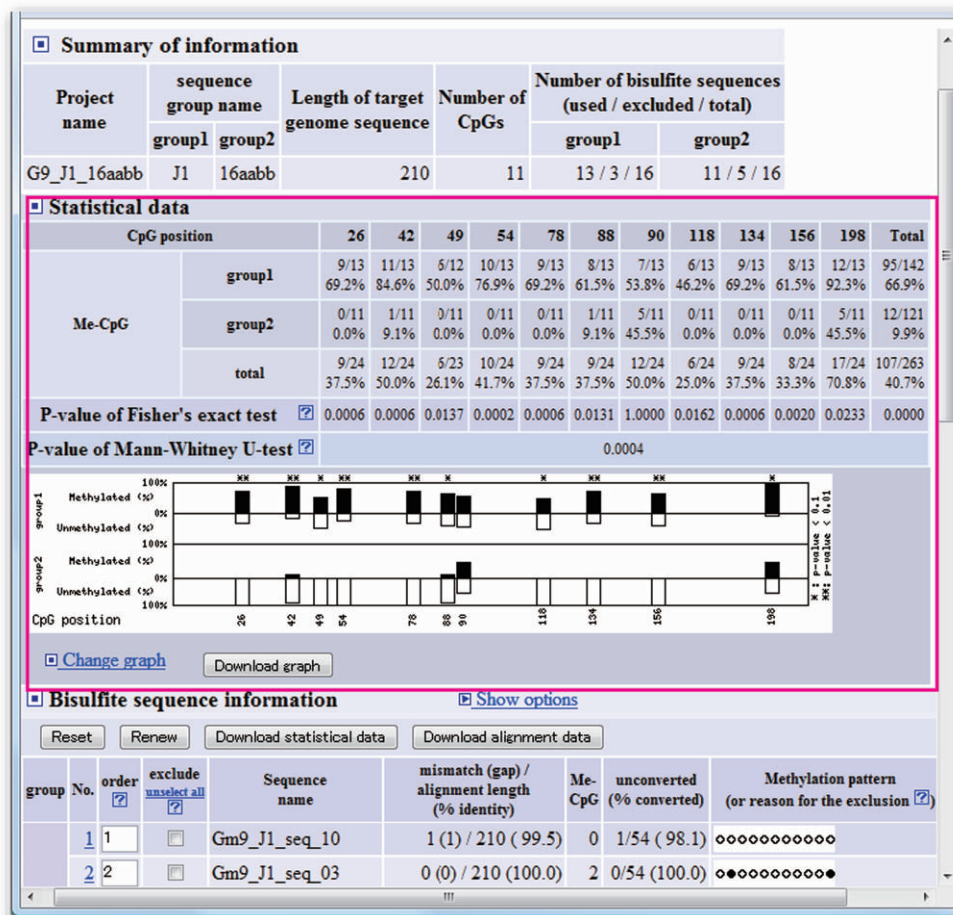 Summary of information
Project name sequence group name Length of target genome sequence Number of CpGs Number of bisulfite sequences (used / excluded / total)
group1 group2 group1 group2
G9_J1_16aabb J1 16aabb 210 11 13 / 3 / 16 11 / 5 / 16
Statistical data
CpG position 26 42 49 54 78 88 90 118 134 156 198 Total
Me-CpG
group1 9/13 11/13 6/12 10/13 9/13 8/13 7/13 6/13 9/13 8/13 12/13 95/142
69.2% 84.6% 50.0% 76.9% 69.2% 61.5% 53.8% 46.2% 69.2% 61.5% 92.3% 66.9%
group2 0/11 1/11 0/11 0/11 0/11 1/11 5/11 0/11 0/11 0/11 5/11 12/121
0.0% 9.1% 0.0% 0.0% 0.0% 9.1% 45.5% 0.0% 0.0% 0.0% 45.5% 9.9%
total 9/24 12/24 6/23 10/24 9/24 9/24 12/24 6/24 9/24 8/24 17/24 107/263
37.5% 50.0% 26.1% 41.7% 37.5% 37.5% 50.0% 25.0% 37.5% 33.3% 70.8% 40.7%
P-value of Fisher's exact test ? 0.0006 0.0006 0.0137 0.0002 0.0006 0.0131 1.0000 0.0162 0.0006 0.0020 0.0233 0.0000
P-value of Mann-Whitney U-test ? 0.0004
** ** * ** ** * * ** ** *
group1
100%
Methylated (%)
0%
Unmethylated (%)
100%
group2
Methylated (%)
0%
Unmethylated (%)
100%
CpG position 26 42 49 54 78 88 90 118 134 156 198
* : p-value < 0.1
**: p-value < 0.01
Change graph Download graph
Bisulfite sequence information Show options
Reset Renew Download statistical data Download alignment data
group No. order ? exclude unselect all ? Sequence name mismatch (gap) / alignment length (% identity) Me-CpG unconverted (% converted) Methylation pattern (or reason for the exclusion ?)
1 1 Gm9_J1_seq_10 1 (1) / 210 ( 99.5) 0 1/54 ( 98.1)
2 2 Gm9_J1_seq_03 0 (0) / 210 (100.0) 2 0/54 (100.0)